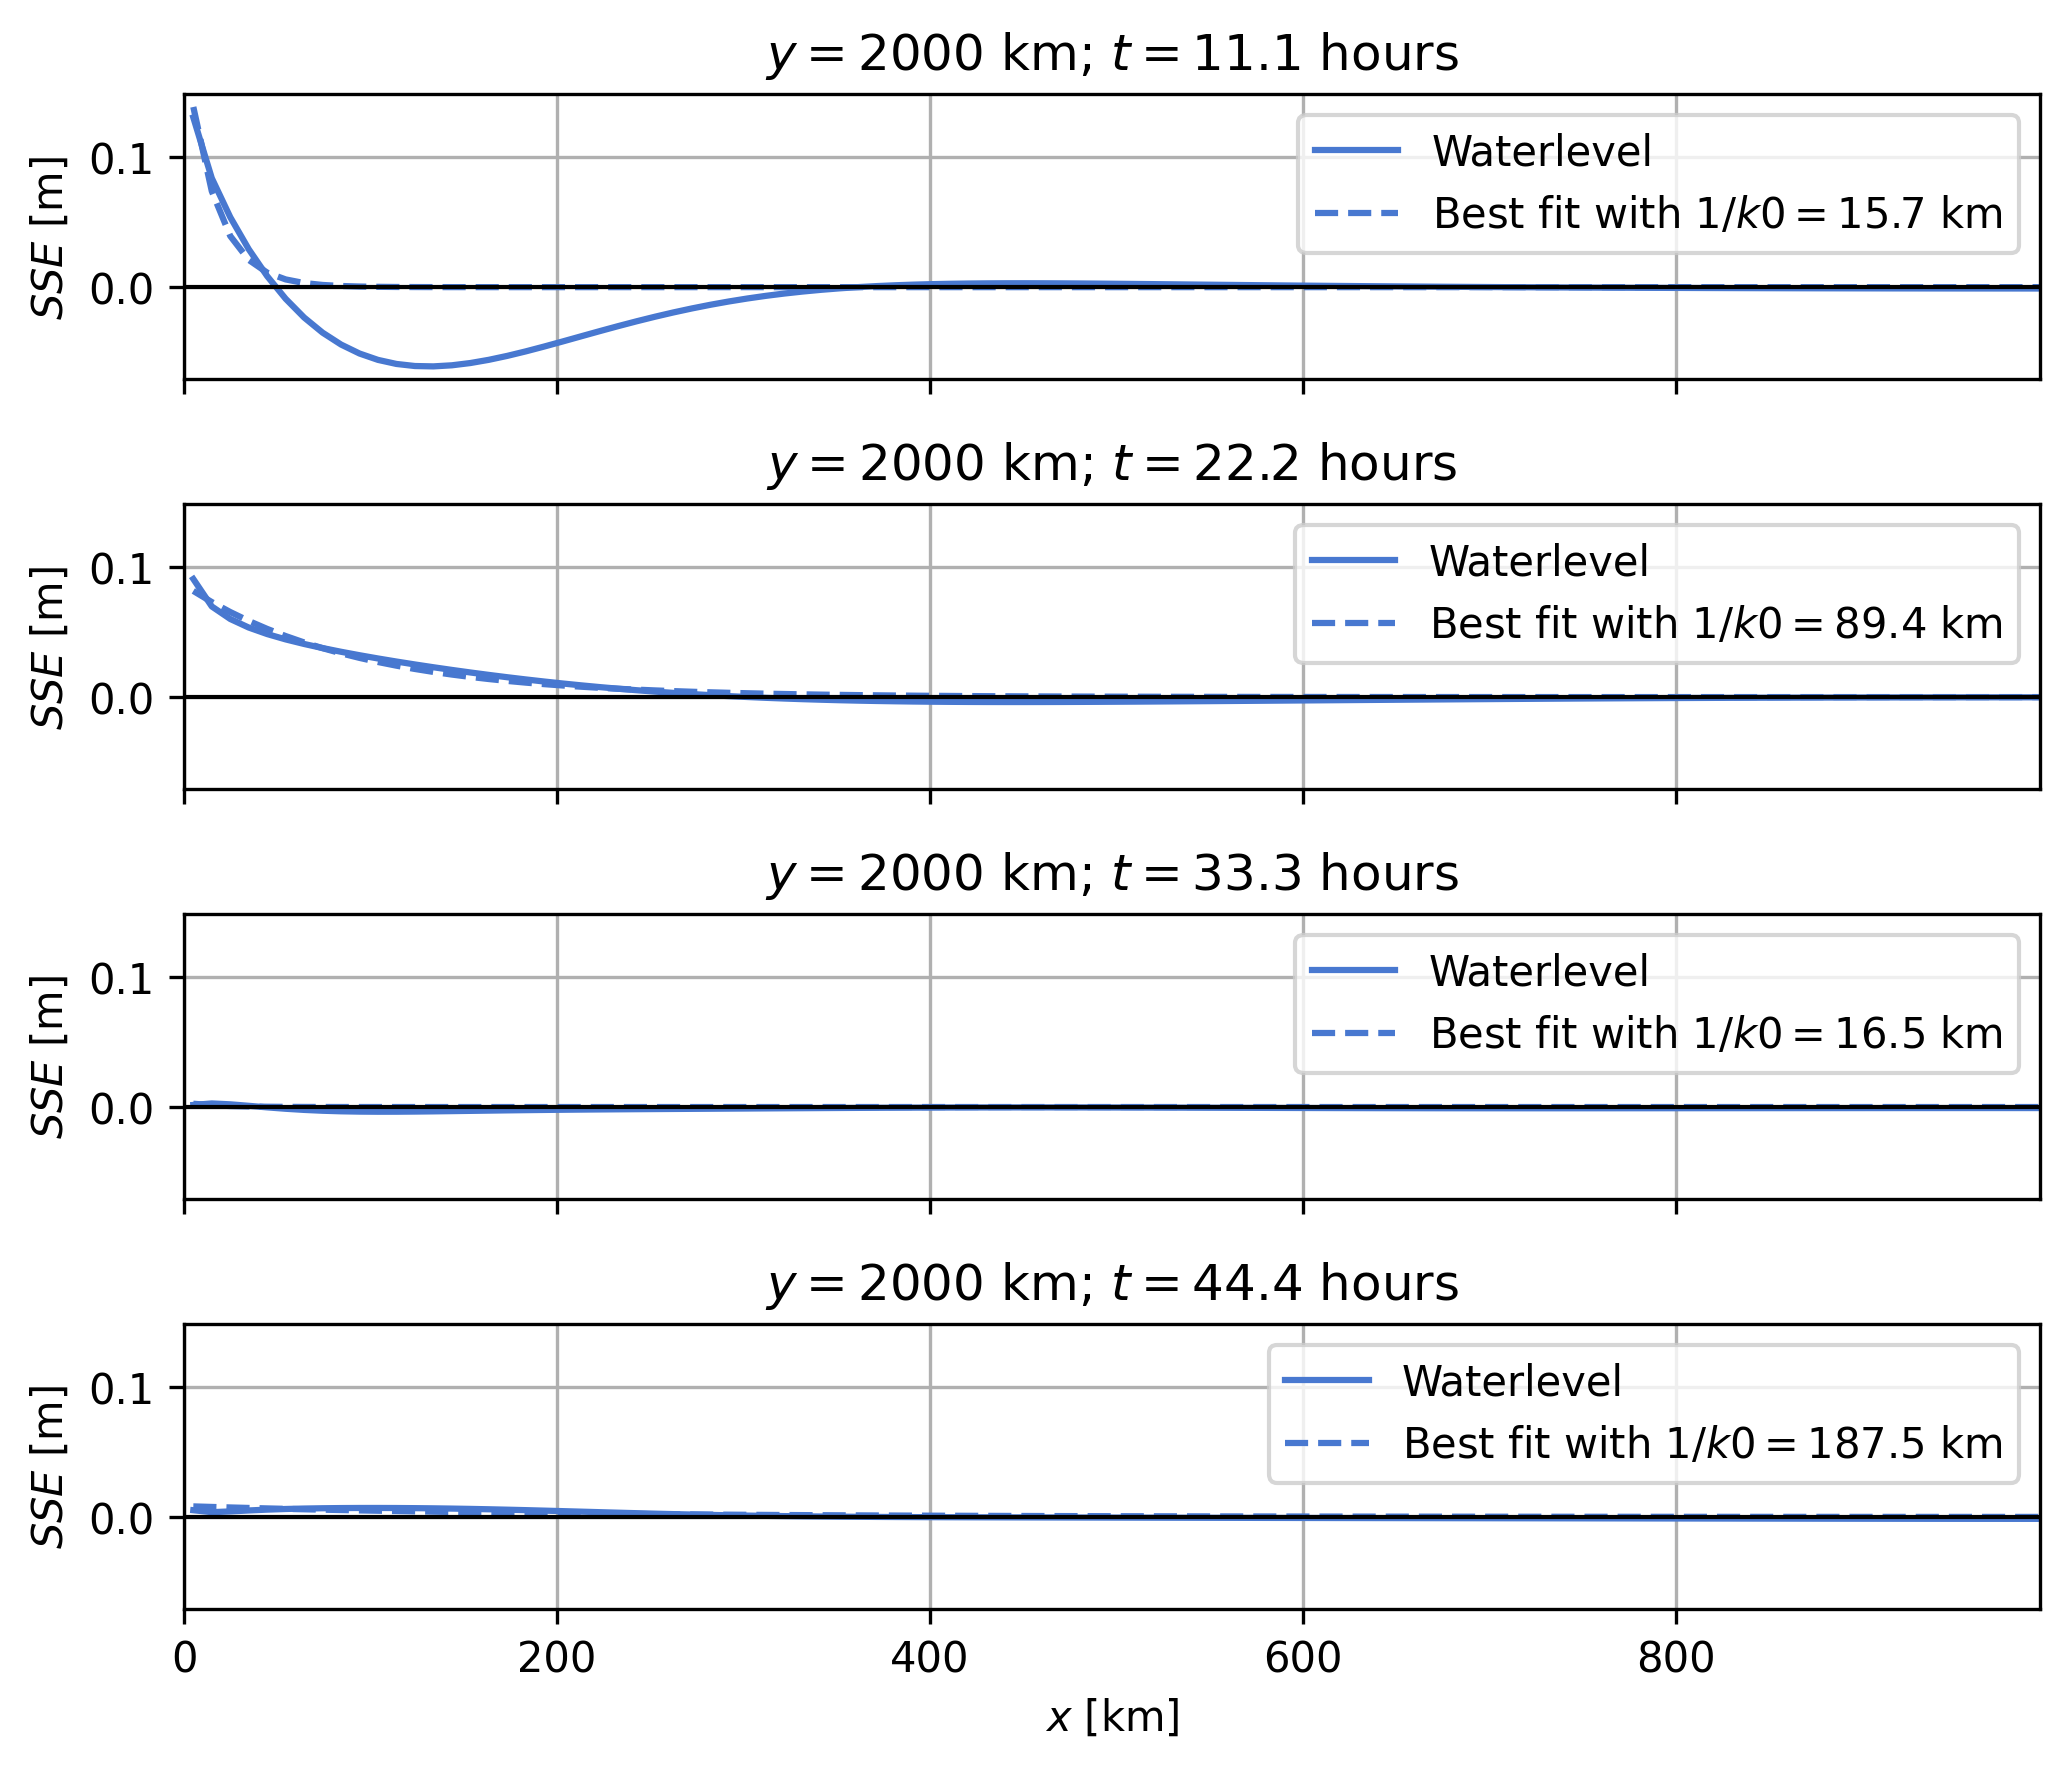 y = 2000 km; t = 11.1 hours
SSE [m]
0.1
0.0
Waterlevel
Best fit with 1/k0 = 15.7 km
y = 2000 km; t = 22.2 hours
SSE [m]
0.1
0.0
Waterlevel
Best fit with 1/k0 = 89.4 km
y = 2000 km; t = 33.3 hours
SSE [m]
0.1
0.0
Waterlevel
Best fit with 1/k0 = 16.5 km
y = 2000 km; t = 44.4 hours
SSE [m]
0.1
0.0
Waterlevel
Best fit with 1/k0 = 187.5 km
0 200 400 600 800
x [km]